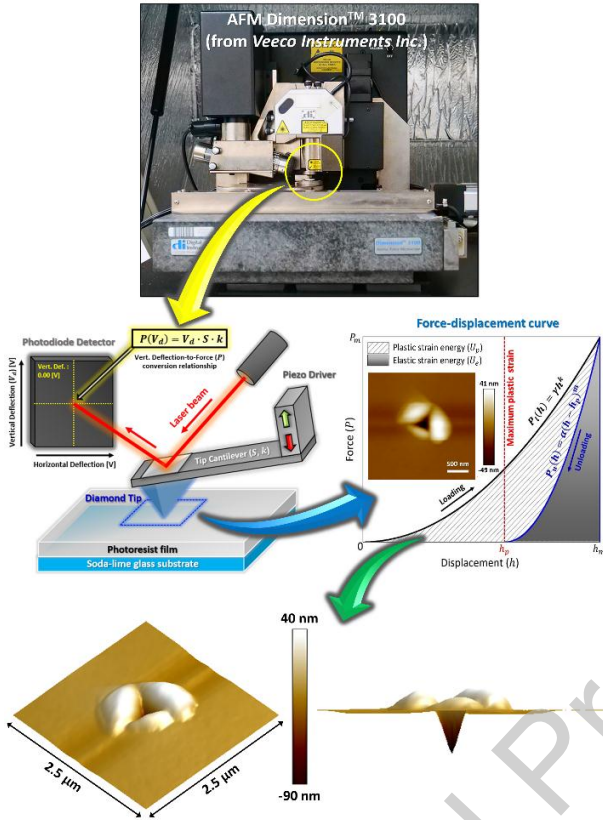 AFM Dimension™ 3100
(from Veeco Instruments Inc.)
di Digital
Dimension™ 3100
P(V_d) = V_d · S · k
Vert. Deflection-to-Force (P)
conversion relationship
Photodiode Detector
Vert. Def. :
0.00 [V]
Vertical Deflection (V_d) [V]
Horizontal Deflection [V]
Laser beam
Piezo Driver
Tip Cantilever (S, k)
Diamond Tip
Photoresist film
Soda-lime glass substrate
Force-displacement curve
P_m
Plastic strain energy (U_p)
Elastic strain energy (U_e)
Maximum plastic strain
41 nm
-45 nm
500 nm
P_l(h) = γh^k
P_u(h) = α(h − h_p)^m
Loading
Unloading
Force (P)
0
h_p
h_m
Displacement (h)
40 nm
-90 nm
2.5 µm
2.5 µm